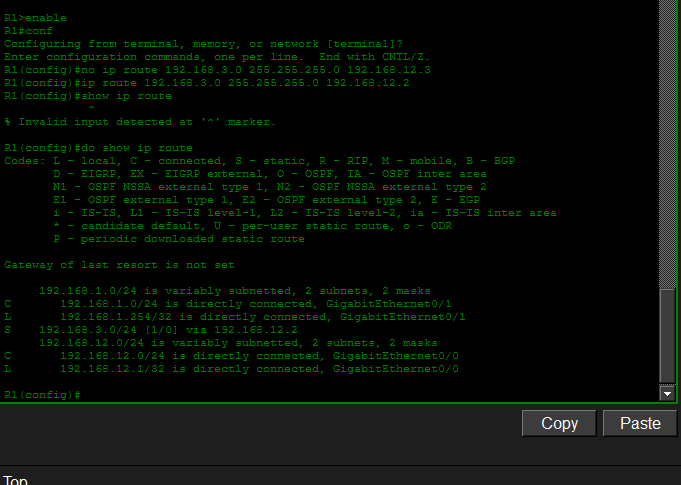 R1>enable
R1#conf
Configuring from terminal, memory, or network [terminal]?
Enter configuration commands, one per line.  End with CNTL/Z.
R1(config)#no ip route 192.168.3.0 255.255.255.0 192.168.12.3
R1(config)#ip route 192.168.3.0 255.255.255.0 192.168.12.2
R1(config)#show ip route
             ^
% Invalid input detected at '^' marker.
R1(config)#do show ip route
Codes: L - local, C - connected, S - static, R - RIP, M - mobile, B - BGP
       D - EIGRP, EX - EIGRP external, O - OSPF, IA - OSPF inter area
       N1 - OSPF NSSA external type 1, N2 - OSPF NSSA external type 2
       E1 - OSPF external type 1, E2 - OSPF external type 2, E - EGP
       i - IS-IS, L1 - IS-IS level-1, L2 - IS-IS level-2, ia - IS-IS inter area
       * - candidate default, U - per-user static route, o - ODR
       P - periodic downloaded static route
Gateway of last resort is not set
     192.168.1.0/24 is variably subnetted, 2 subnets, 2 masks
C       192.168.1.0/24 is directly connected, GigabitEthernet0/1
L       192.168.1.254/32 is directly connected, GigabitEthernet0/1
S    192.168.3.0/24 [1/0] via 192.168.12.2
     192.168.12.0/24 is variably subnetted, 2 subnets, 2 masks
C       192.168.12.0/24 is directly connected, GigabitEthernet0/0
L       192.168.12.1/32 is directly connected, GigabitEthernet0/0
R1(config)#
Copy Paste
Top